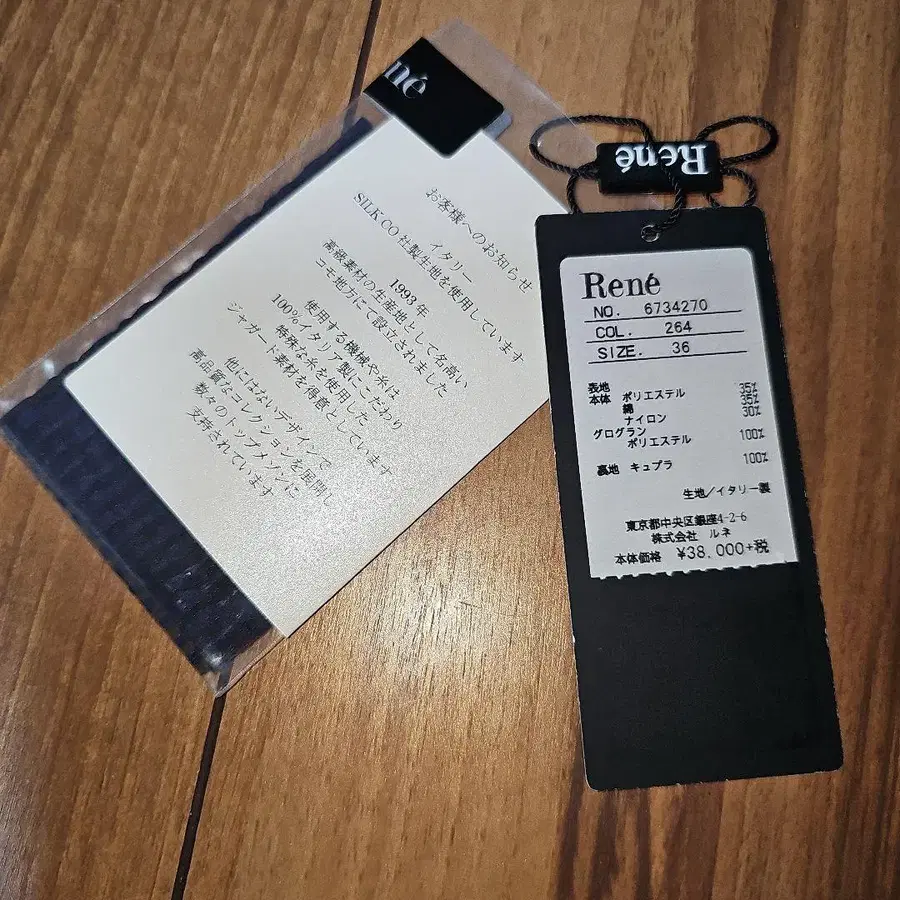 né
お客様へのお知らせ
イタリー
SILK CO 社製生地を使用しています
1993 年
高級素材の生産地として名高い
コモ地方にて設立されました
使用する機械や糸は
100%イタリア製にこだわり
特殊な糸を使用した
ジャガード素材を得意としています
他にはないデザインで
高品質なコレクションを展開し
数々のトップメゾンに
支持されています
René
René
NO. 6734270
COL. 264
SIZE. 36
表地
本体 ポリエステル 35%
綿 35%
ナイロン 30%
グログラン
ポリエステル 100%
裏地 キュプラ 100%
生地/イタリー製
東京都中央区銀座4-2-6
株式会社 ルネ
本体価格 ¥38,000+税